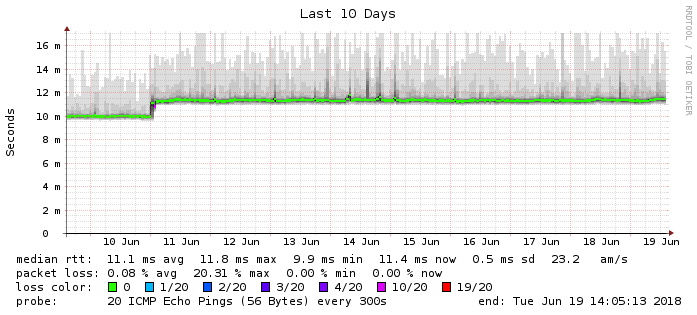 Last 10 Days
RRDTOOL / TOBI OETIKER
Seconds
16 m
14 m
12 m
10 m
8 m
6 m
4 m
2 m
0
10 Jun 11 Jun 12 Jun 13 Jun 14 Jun 15 Jun 16 Jun 17 Jun 18 Jun 19 Jun
median rtt: 11.1 ms avg 11.8 ms max 9.9 ms min 11.4 ms now 0.5 ms sd 23.2 am/s
packet loss: 0.08 % avg 20.31 % max 0.00 % min 0.00 % now
loss color: 0 1/20 2/20 3/20 4/20 10/20 19/20
probe: 20 ICMP Echo Pings (56 Bytes) every 300s end: Tue Jun 19 14:05:13 2018